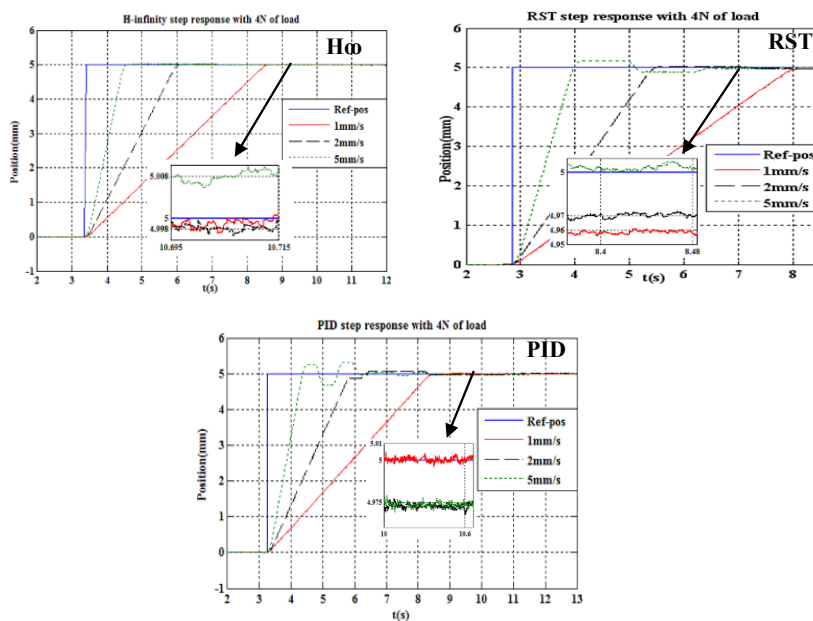 H-infinity step response with 4N of load
H∞
Position(mm)
6
5
4
3
2
1
0
-1
Ref-pos
1mm/s
2mm/s
5mm/s
5.008
5
4.998
10.695
10.715
2 3 4 5 6 7 8 9 10 11 12
t(s)
RST step response with 4N of load
RST
Position(mm)
6
5
4
3
2
1
0
Ref-pos
1mm/s
2mm/s
5mm/s
5
4.97
4.96
4.95
8.4
8.48
2 3 4 5 6 7 8
t(s)
PID step response with 4N of load
PID
Position(mm)
6
5
4
3
2
1
0
-1
Ref-pos
1mm/s
2mm/s
5mm/s
5.01
5
4.975
10
10.6
2 3 4 5 6 7 8 9 10 11 12 13
t(s)